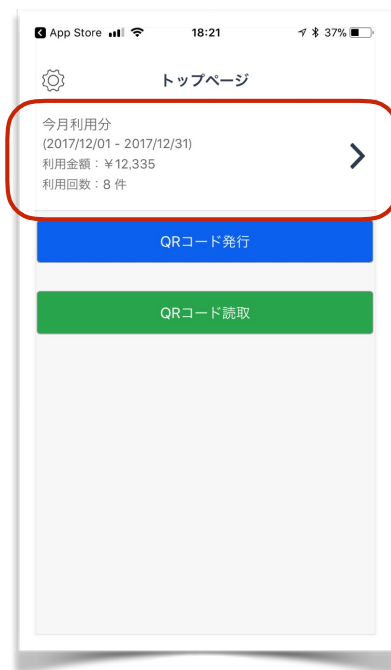 App Store
18:21
37%
トップページ
今月利用分
(2017/12/01 - 2017/12/31)
利用金額：￥12,335
利用回数：8 件
QRコード発行
QRコード読取